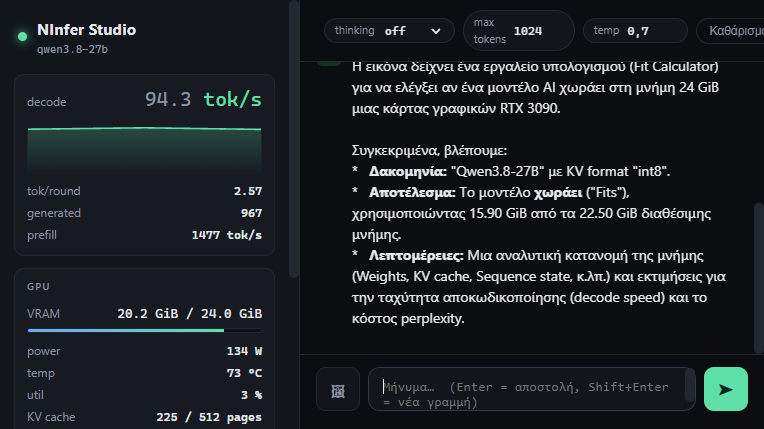 NInfer Studio
qwen3.8-27b
decode 94.3 tok/s
tok/round 2.57
generated 967
prefill 1477 tok/s
GPU
VRAM 20.2 GiB / 24.0 GiB
power 134 W
temp 73 °C
util 3 %
KV cache 225 / 512 pages
thinking off
max tokens 1024
temp 0,7
Καθάρισμα
Η εικόνα δείχνει ένα εργαλείο υπολογισμού (Fit Calculator)
για να ελέγξει αν ένα μοντέλο AI χωράει στη μνήμη 24 GiB
μιας κάρτας γραφικών RTX 3090.
Συγκεκριμένα, βλέπουμε:
* Δακομηνία: "Qwen3.8-27B" με KV format "int8".
* Αποτέλεσμα: Το μοντέλο χωράει ("Fits"),
χρησιμοποιώντας 15.90 GiB από τα 22.50 GiB διαθέσιμης
μνήμης.
* Λεπτομέρειες: Μια αναλυτική κατανομή της μνήμης
(Weights, KV cache, Sequence state, κ.λπ.) και εκτιμήσεις για
την ταχύτητα αποκωδικοποίησης (decode speed) και το
κόστος perplexity.
Μήνυμα… (Enter = αποστολή, Shift+Enter
= νέα γραμμή)